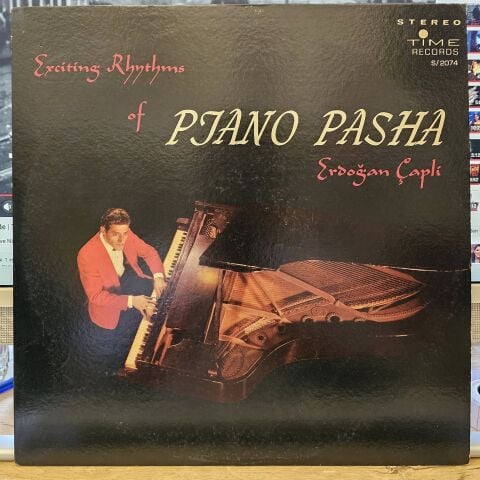 STEREO
TIME
RECORDS
S/2074
Exciting Rhythms
of PIANO PASHA
Erdoğan Çapli